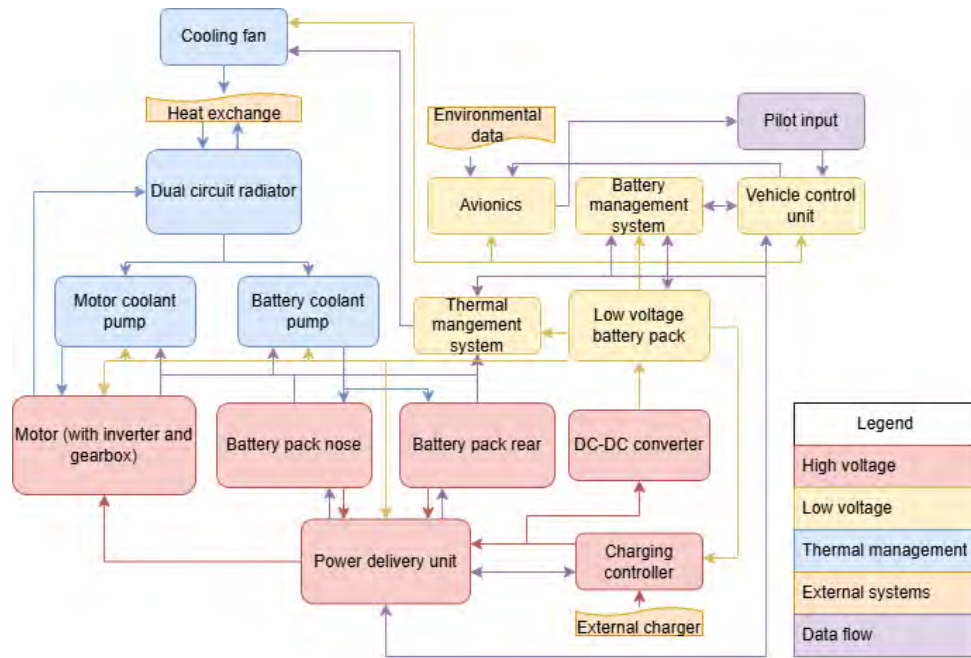 Cooling fan
Heat exchange
Environmental
data
Pilot input
Dual circuit radiator
Avionics
Battery
management
system
Vehicle control
unit
Motor coolant
pump
Battery coolant
pump
Thermal
mangement
system
Low voltage
battery pack
Motor (with inverter and
gearbox)
Battery pack nose
Battery pack rear
DC-DC converter
Legend
High voltage
Low voltage
Thermal management
External systems
Data flow
Power delivery unit
Charging
controller
External charger